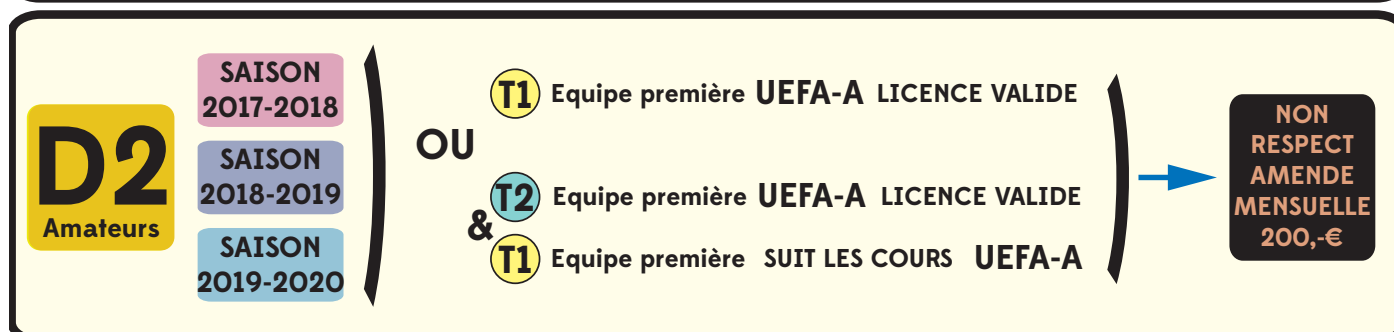 D2
Amateurs
SAISON
2017-2018
SAISON
2018-2019
SAISON
2019-2020
OU
T1 Equipe première UEFA-A LICENCE VALIDE
&
T2 Equipe première UEFA-A LICENCE VALIDE
T1 Equipe première SUIT LES COURS UEFA-A
NON
RESPECT
AMENDE
MENSUELLE
200,-€